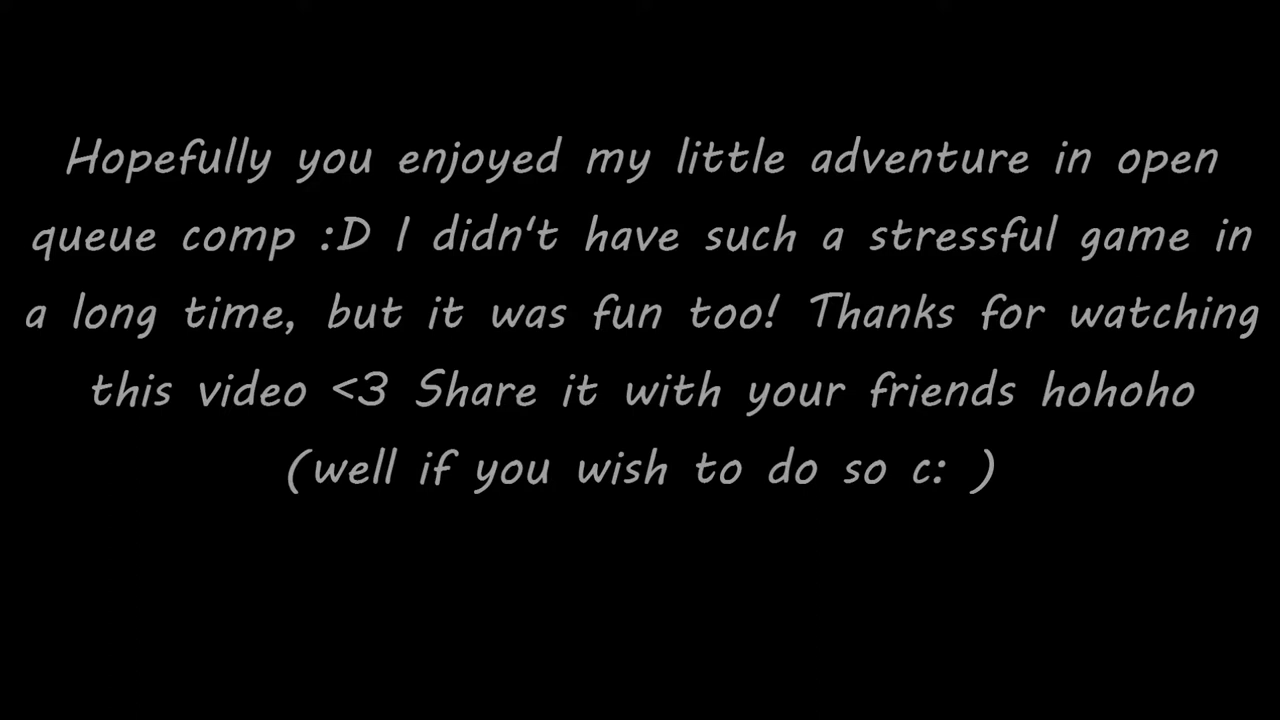 Hopefully you enjoyed my little adventure in open
queue comp :D I didn't have such a stressful game in
a long time, but it was fun too! Thanks for watching
this video <3 Share it with your friends hohoho
(well if you wish to do so c: )